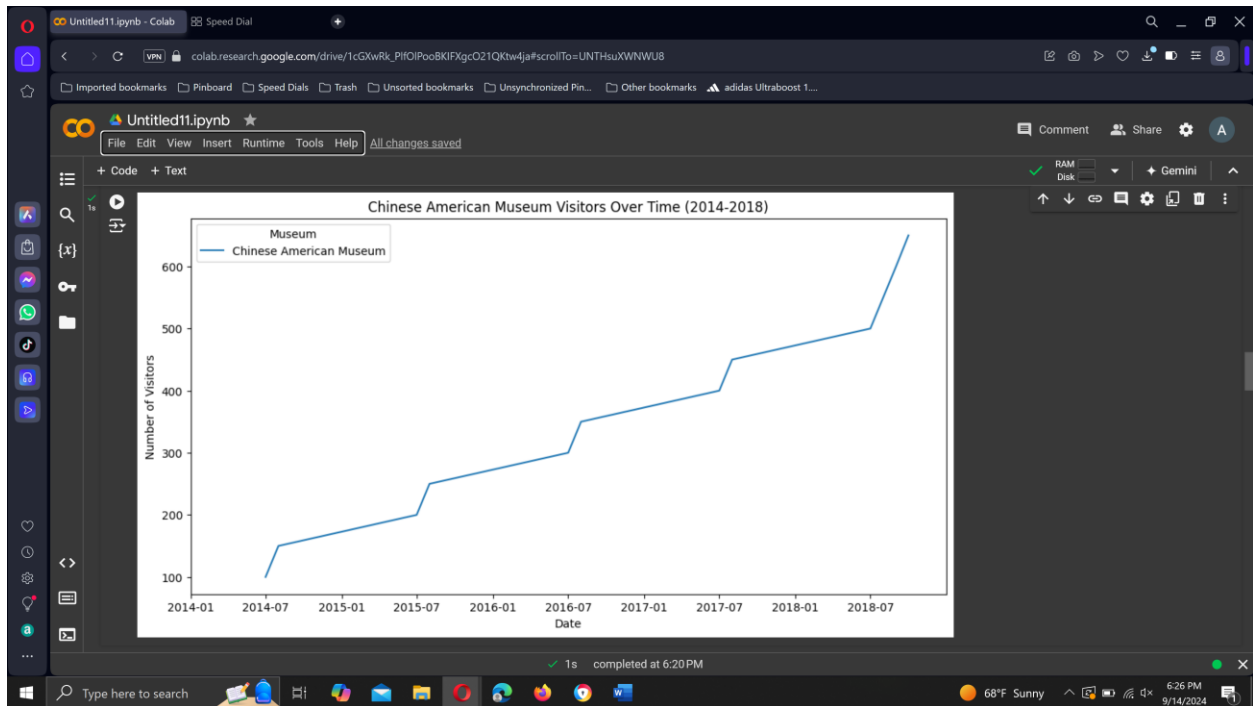 Untitled11.ipynb - Colab Speed Dial
VPN colab.research.google.com/drive/1cGXwRk_PlfOlPooBKIFXgcO21QKtw4ja#scrollTo=UNTHsuXWNWU8
Imported bookmarks Pinboard Speed Dials Trash Unsorted bookmarks Unsynchronized Pin... Other bookmarks adidas Ultraboost 1....
Untitled11.ipynb
Comment Share A
File Edit View Insert Runtime Tools Help All changes saved
+ Code + Text RAM Disk Gemini
1s
{x}
Chinese American Museum Visitors Over Time (2014-2018)
Museum
Chinese American Museum
Number of Visitors
600
500
400
300
200
100
2014-01 2014-07 2015-01 2015-07 2016-01 2016-07 2017-01 2017-07 2018-01 2018-07
Date
a
1s completed at 6:20 PM
Type here to search
68°F Sunny
6:26 PM
9/14/2024
1